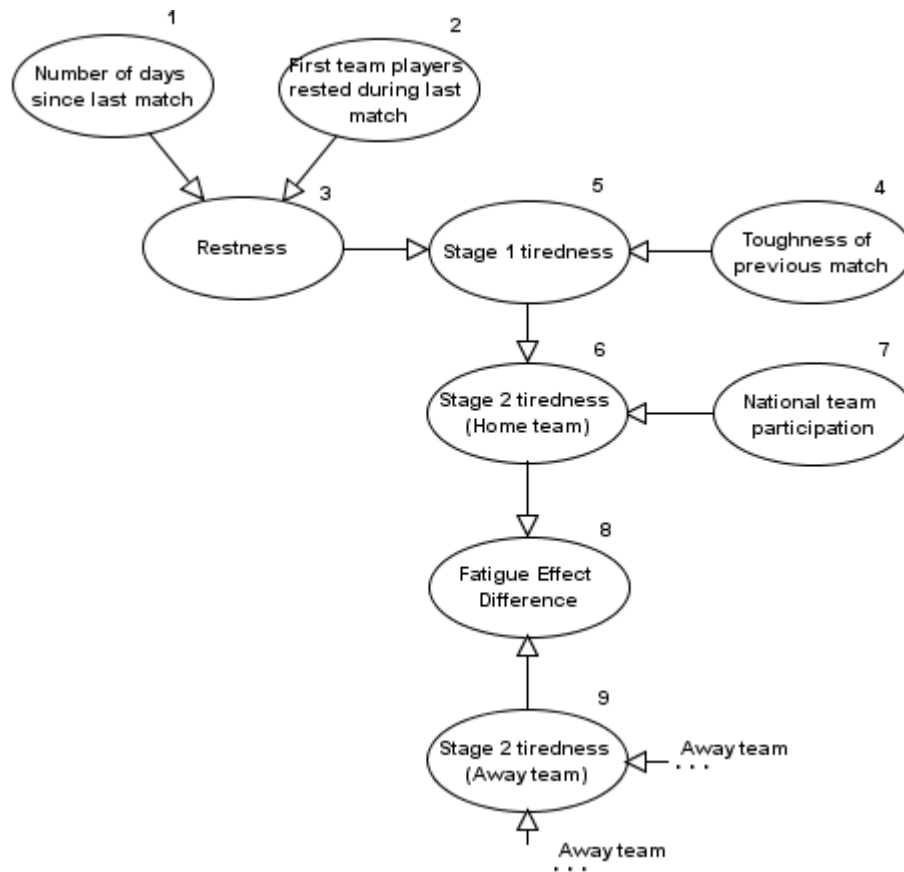 1
Number of days
since last match
2
First team players
rested during last
match
3
Restness
5
Stage 1 tiredness
4
Toughness of
previous match
6
Stage 2 tiredness
(Home team)
7
National team
participation
8
Fatigue Effect
Difference
9
Stage 2 tiredness
(Away team)
Away team
...
Away team
...